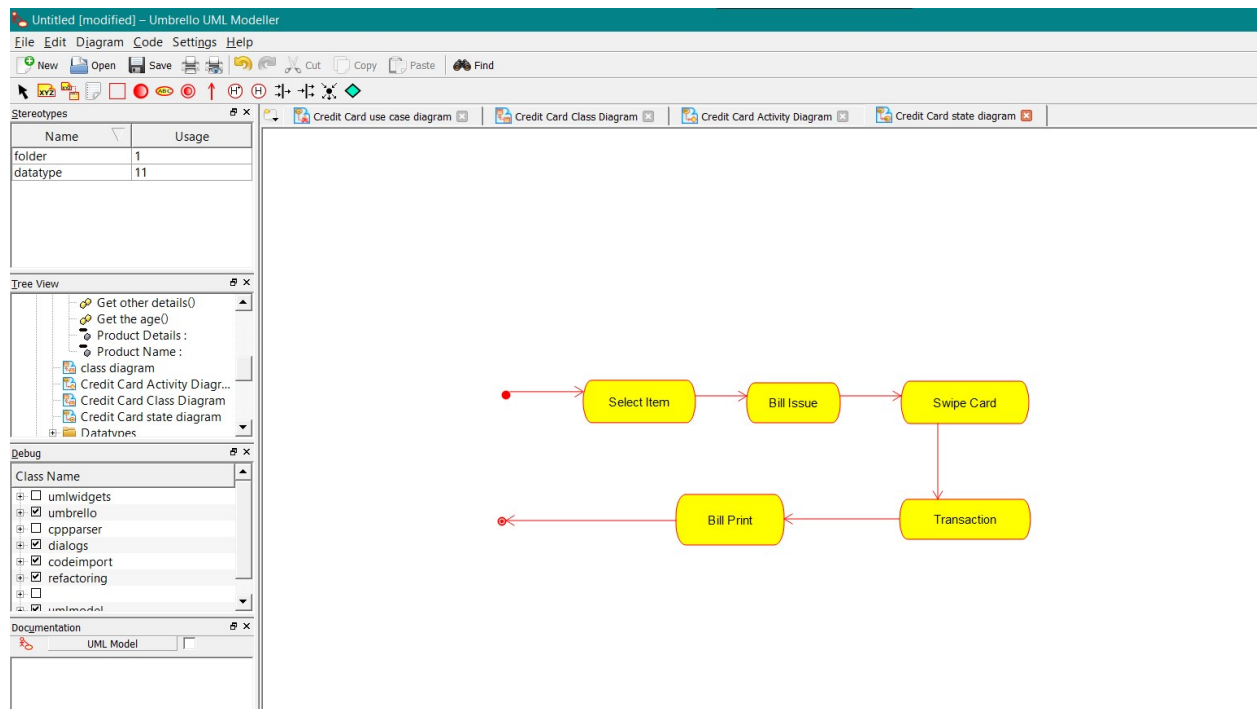 Untitled [modified] – Umbrello UML Modeller
File Edit Diagram Code Settings Help
New Open Save Cut Copy Paste Find
XYZ ABC H* H
Stereotypes
Credit Card use case diagram Credit Card Class Diagram Credit Card Activity Diagram Credit Card state diagram
Name Usage
folder 1
datatype 11
Tree View
Get other details()
Get the age()
Product Details :
Product Name :
class diagram
Credit Card Activity Diagr...
Credit Card Class Diagram
Credit Card state diagram
Datatypes
Select Item Bill Issue Swipe Card
Bill Print Transaction
Debug
Class Name
umlwidgets
umbrello
cppparser
dialogs
codeimport
refactoring
umlmodel
Documentation
UML Model